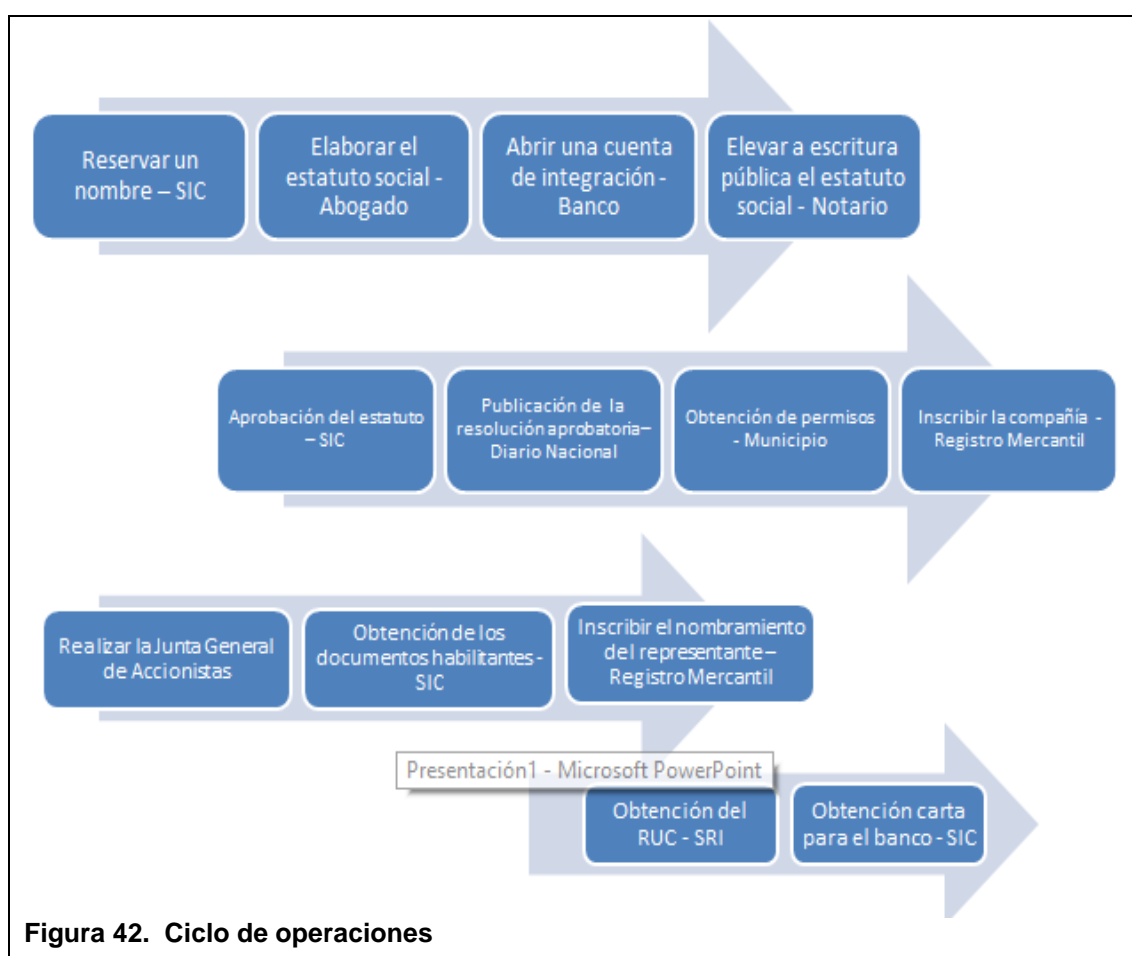 Reservar un
nombre – SIC
Elaborar el
estatuto social -
Abogado
Abrir una cuenta
de integración -
Banco
Elevar a escritura
pública el estatuto
social - Notario
Aprobación del estatuto
– SIC
Publicación de la
resolución aprobatoria–
Diario Nacional
Obtención de permisos
- Municipio
Inscribir la compañía -
Registro Mercantil
Realizar la Junta General
de Accionistas
Obtención de los
documentos habilitantes -
SIC
Inscribir el nombramiento
del representante –
Registro Mercantil
Presentación1 - Microsoft PowerPoint
Obtención del
RUC - SRI
Obtención carta
para el banco - SIC
Figura 42. Ciclo de operaciones